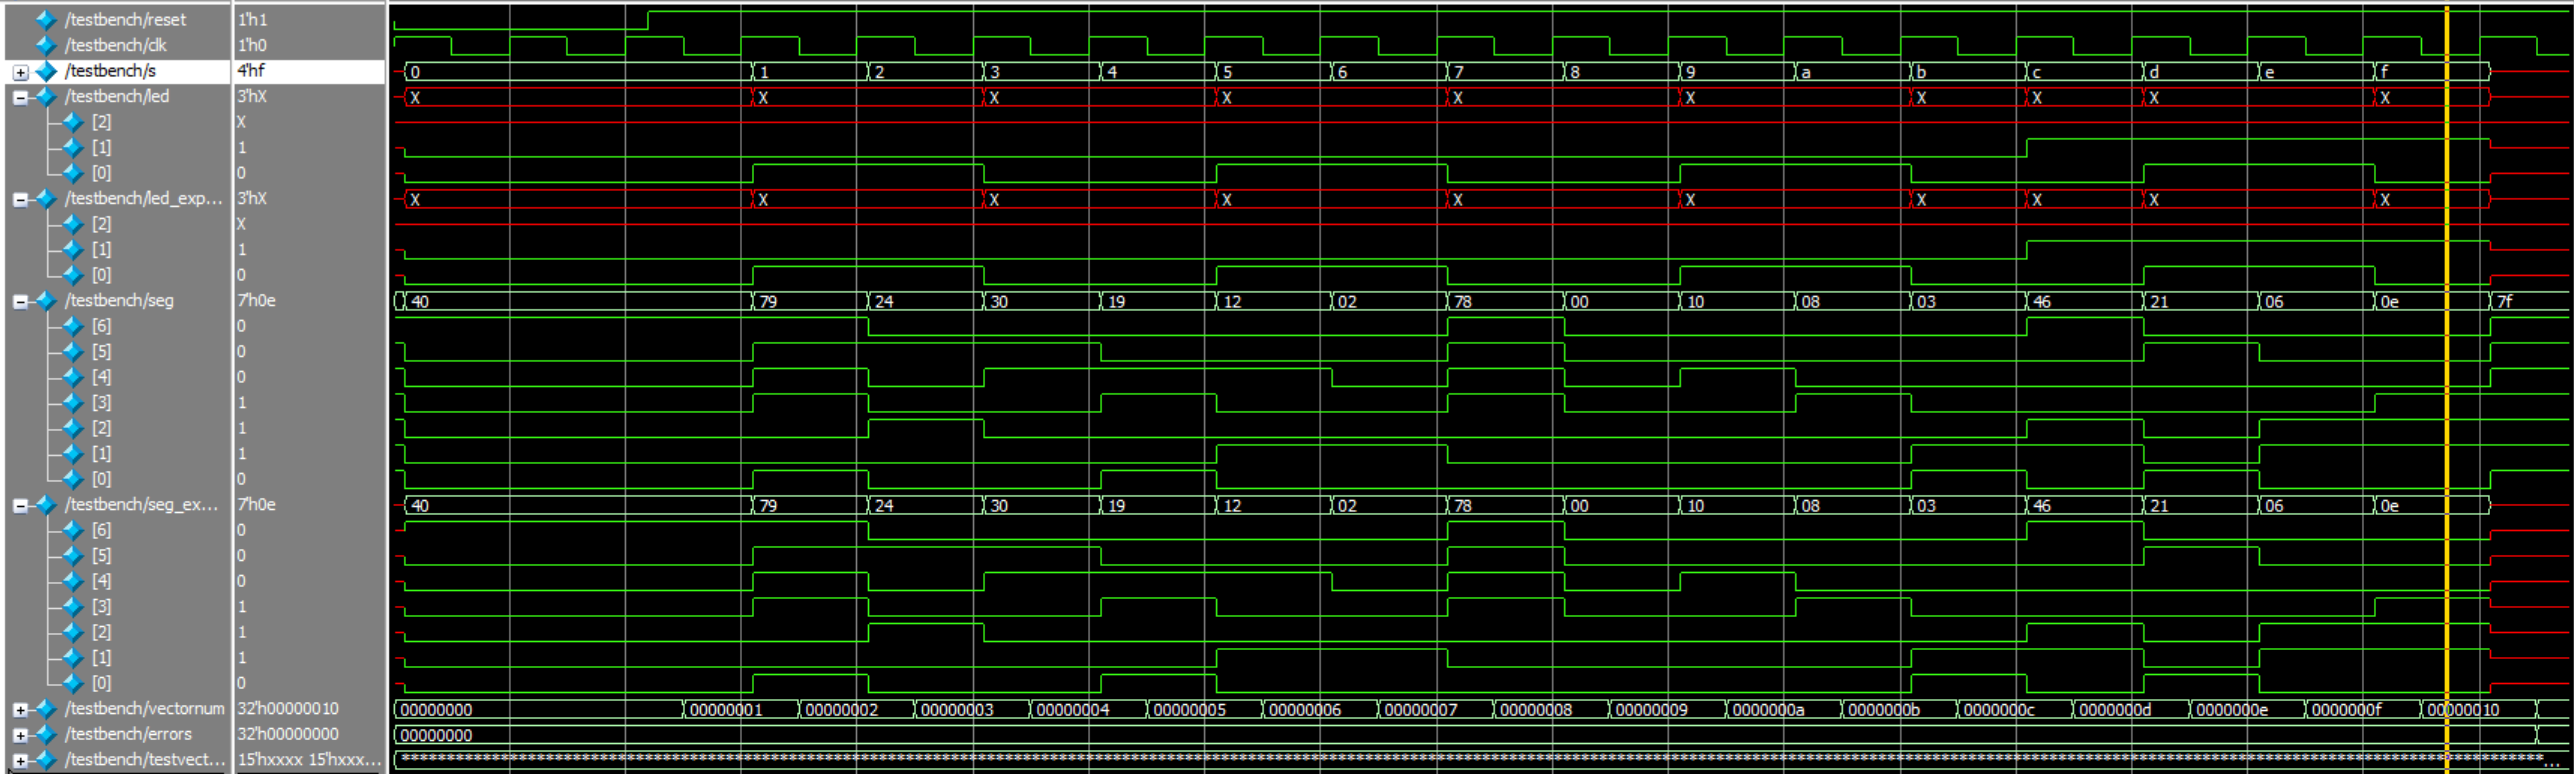 /testbench/reset 1'h1
/testbench/clk 1'h0
/testbench/s 4'hf 0 1 2 3 4 5 6 7 8 9 a b c d e f
/testbench/led 3'hX X X X X X X X X X X
[2] X
[1] 1
[0] 0
/testbench/led_exp... 3'hX X X X X X X X X X X
[2] X
[1] 1
[0] 0
/testbench/seg 7'h0e 40 79 24 30 19 12 02 78 00 10 08 03 46 21 06 0e 7f
[6] 0
[5] 0
[4] 0
[3] 1
[2] 1
[1] 1
[0] 0
/testbench/seg_ex... 7'h0e 40 79 24 30 19 12 02 78 00 10 08 03 46 21 06 0e
[6] 0
[5] 0
[4] 0
[3] 1
[2] 1
[1] 1
[0] 0
/testbench/vectornum 32'h00000010 00000000 00000001 00000002 00000003 00000004 00000005 00000006 00000007 00000008 00000009 0000000a 0000000b 0000000c 0000000d 0000000e 0000000f 00000010
/testbench/errors 32'h00000000 00000000
/testbench/testvect... 15'hxxxx 15'hxxx...